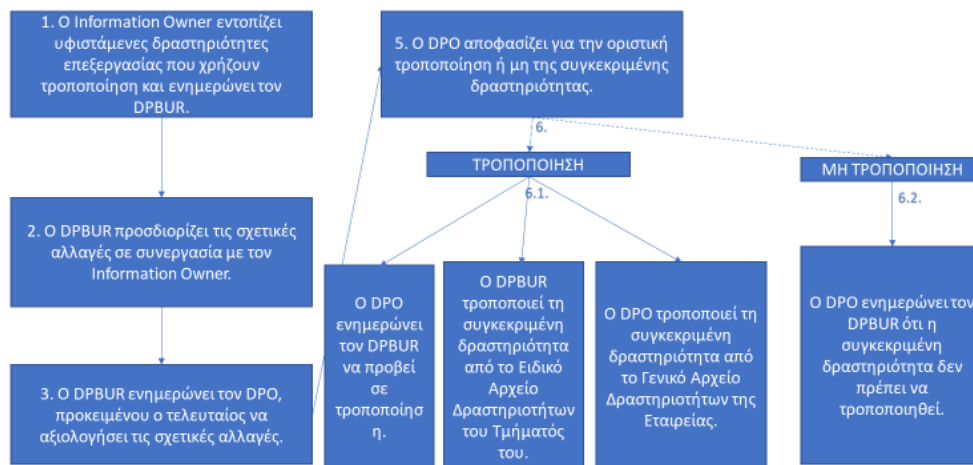 1. Ο Information Owner εντοπίζει
υφιστάμενες δραστηριότητες
επεξεργασίας που χρήζουν
τροποποίηση και ενημερώνει τον
DPBUR.
2. Ο DPBUR προσδιορίζει τις σχετικές
αλλαγές σε συνεργασία με τον
Information Owner.
3. Ο DPBUR ενημερώνει τον DPO,
προκειμένου ο τελευταίος να
αξιολογήσει τις σχετικές αλλαγές.
5. Ο DPO αποφασίζει για την οριστική
τροποποίηση ή μη της συγκεκριμένης
δραστηριότητας.
6.
ΤΡΟΠΟΠΟΙΗΣΗ
6.1.
Ο DPO
ενημερώνει
τον DPBUR
να προβεί
σε
τροποποίησ
η.
Ο DPBUR
τροποποιεί τη
συγκεκριμένη
δραστηριότητα
από το Ειδικό
Αρχείο
Δραστηριοτήτων
του Τμήματός
του.
Ο DPO τροποποιεί τη
συγκεκριμένη
δραστηριότητα από
το Γενικό Αρχείο
Δραστηριοτήτων της
Εταιρείας.
ΜΗ ΤΡΟΠΟΠΟΙΗΣΗ
6.2.
Ο DPO ενημερώνει τον
DPBUR ότι η
συγκεκριμένη
δραστηριότητα δεν
πρέπει να
τροποποιηθεί.